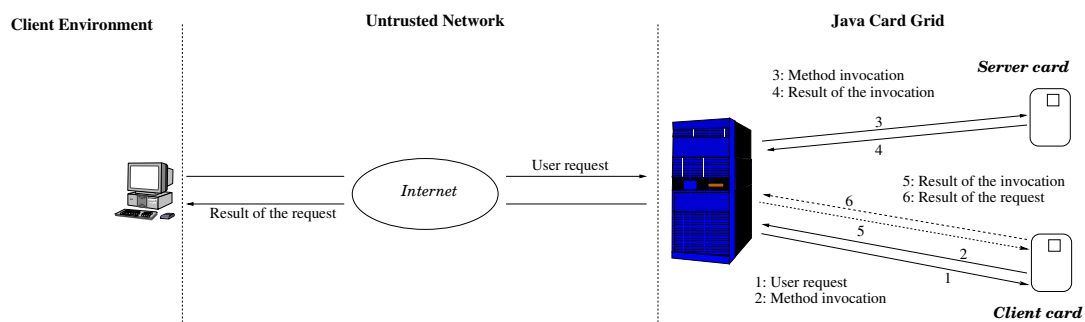 Client Environment
Untrusted Network
Java Card Grid
3: Method invocation
4: Result of the invocation
Server card
3
4
User request
Internet
Result of the request
5: Result of the invocation
6: Result of the request
6
5
2
1
1: User request
2: Method invocation
Client card